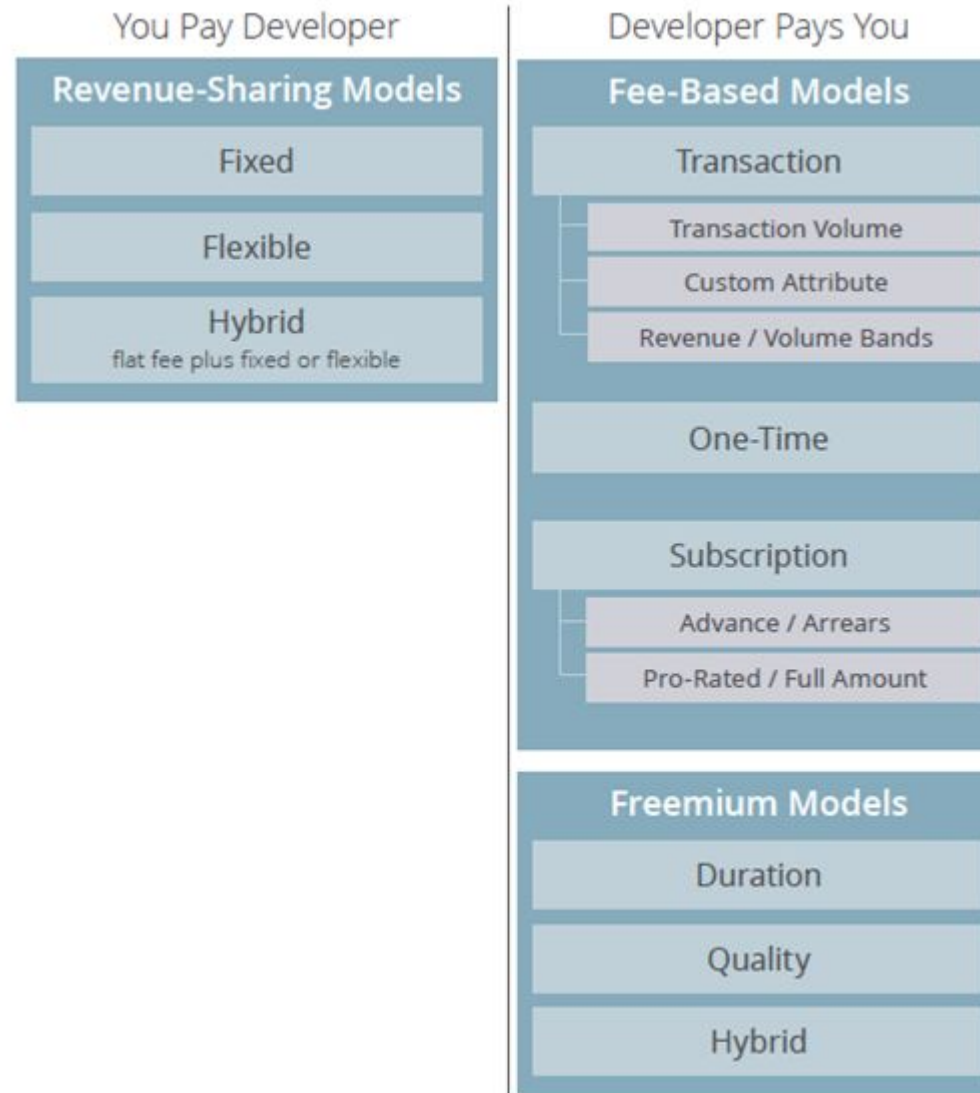 You Pay Developer
Revenue-Sharing Models
Fixed
Flexible
Hybrid
flat fee plus fixed or flexible
Developer Pays You
Fee-Based Models
Transaction
Transaction Volume
Custom Attribute
Revenue / Volume Bands
One-Time
Subscription
Advance / Arrears
Pro-Rated / Full Amount
Freemium Models
Duration
Quality
Hybrid